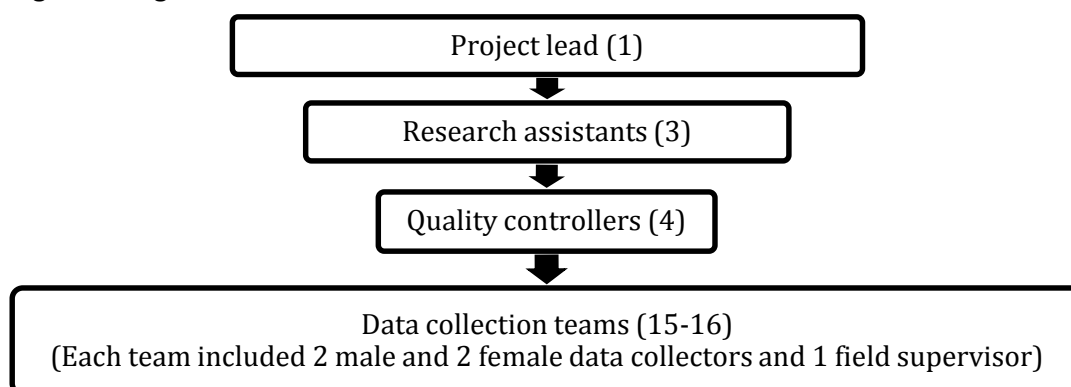 Project lead (1)
Research assistants (3)
Quality controllers (4)
Data collection teams (15-16)
(Each team included 2 male and 2 female data collectors and 1 field supervisor)